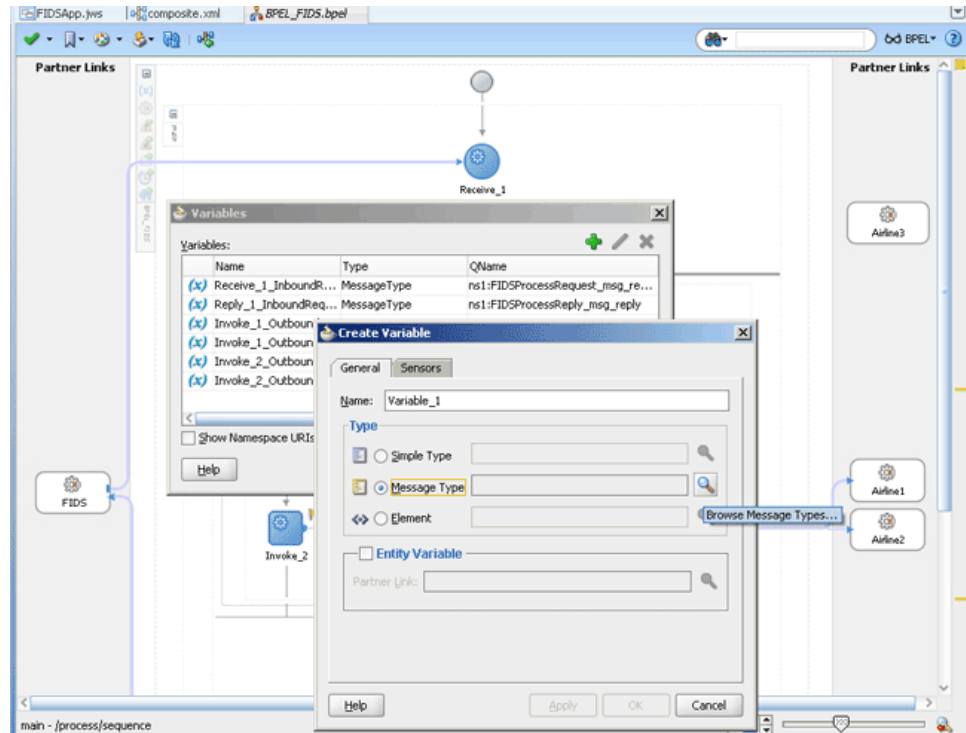 FIDSApp.jws composite.xml BPEL_FIDS.bpel
BPEL
Partner Links
Partner Links
Receive_1
Airline3
Variables
Variables:
Name Type QName
(x) Receive_1_InboundR... MessageType ns1:FIDSProcessRequest_msg_re...
(x) Reply_1_InboundReq... MessageType ns1:FIDSProcessReply_msg_reply
(x) Invoke_1_Outboun
(x) Invoke_1_Outboun
(x) Invoke_2_Outboun
(x) Invoke_2_Outboun
Show Namespace URIs
Help
Create Variable
General Sensors
Name: Variable_1
Type
Simple Type
Message Type
Element
Browse Message Types...
Entity Variable
Partner Link:
Help Apply OK Cancel
FIDS
Invoke_2
Airline1
Airline2
main - /process/sequence